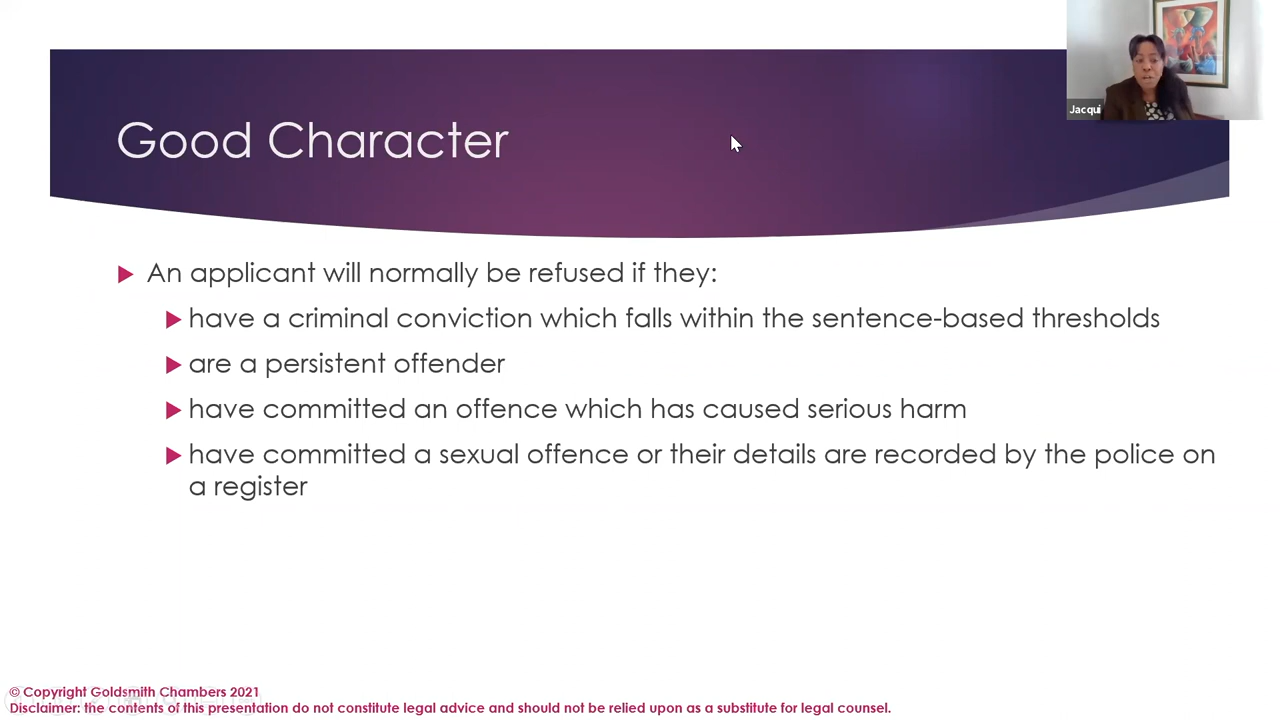 Jacqui
Good Character
An applicant will normally be refused if they:
have a criminal conviction which falls within the sentence-based thresholds
are a persistent offender
have committed an offence which has caused serious harm
have committed a sexual offence or their details are recorded by the police on
a register
© Copyright Goldsmith Chambers 2021
Disclaimer: the contents of this presentation do not constitute legal advice and should not be relied upon as a substitute for legal counsel.